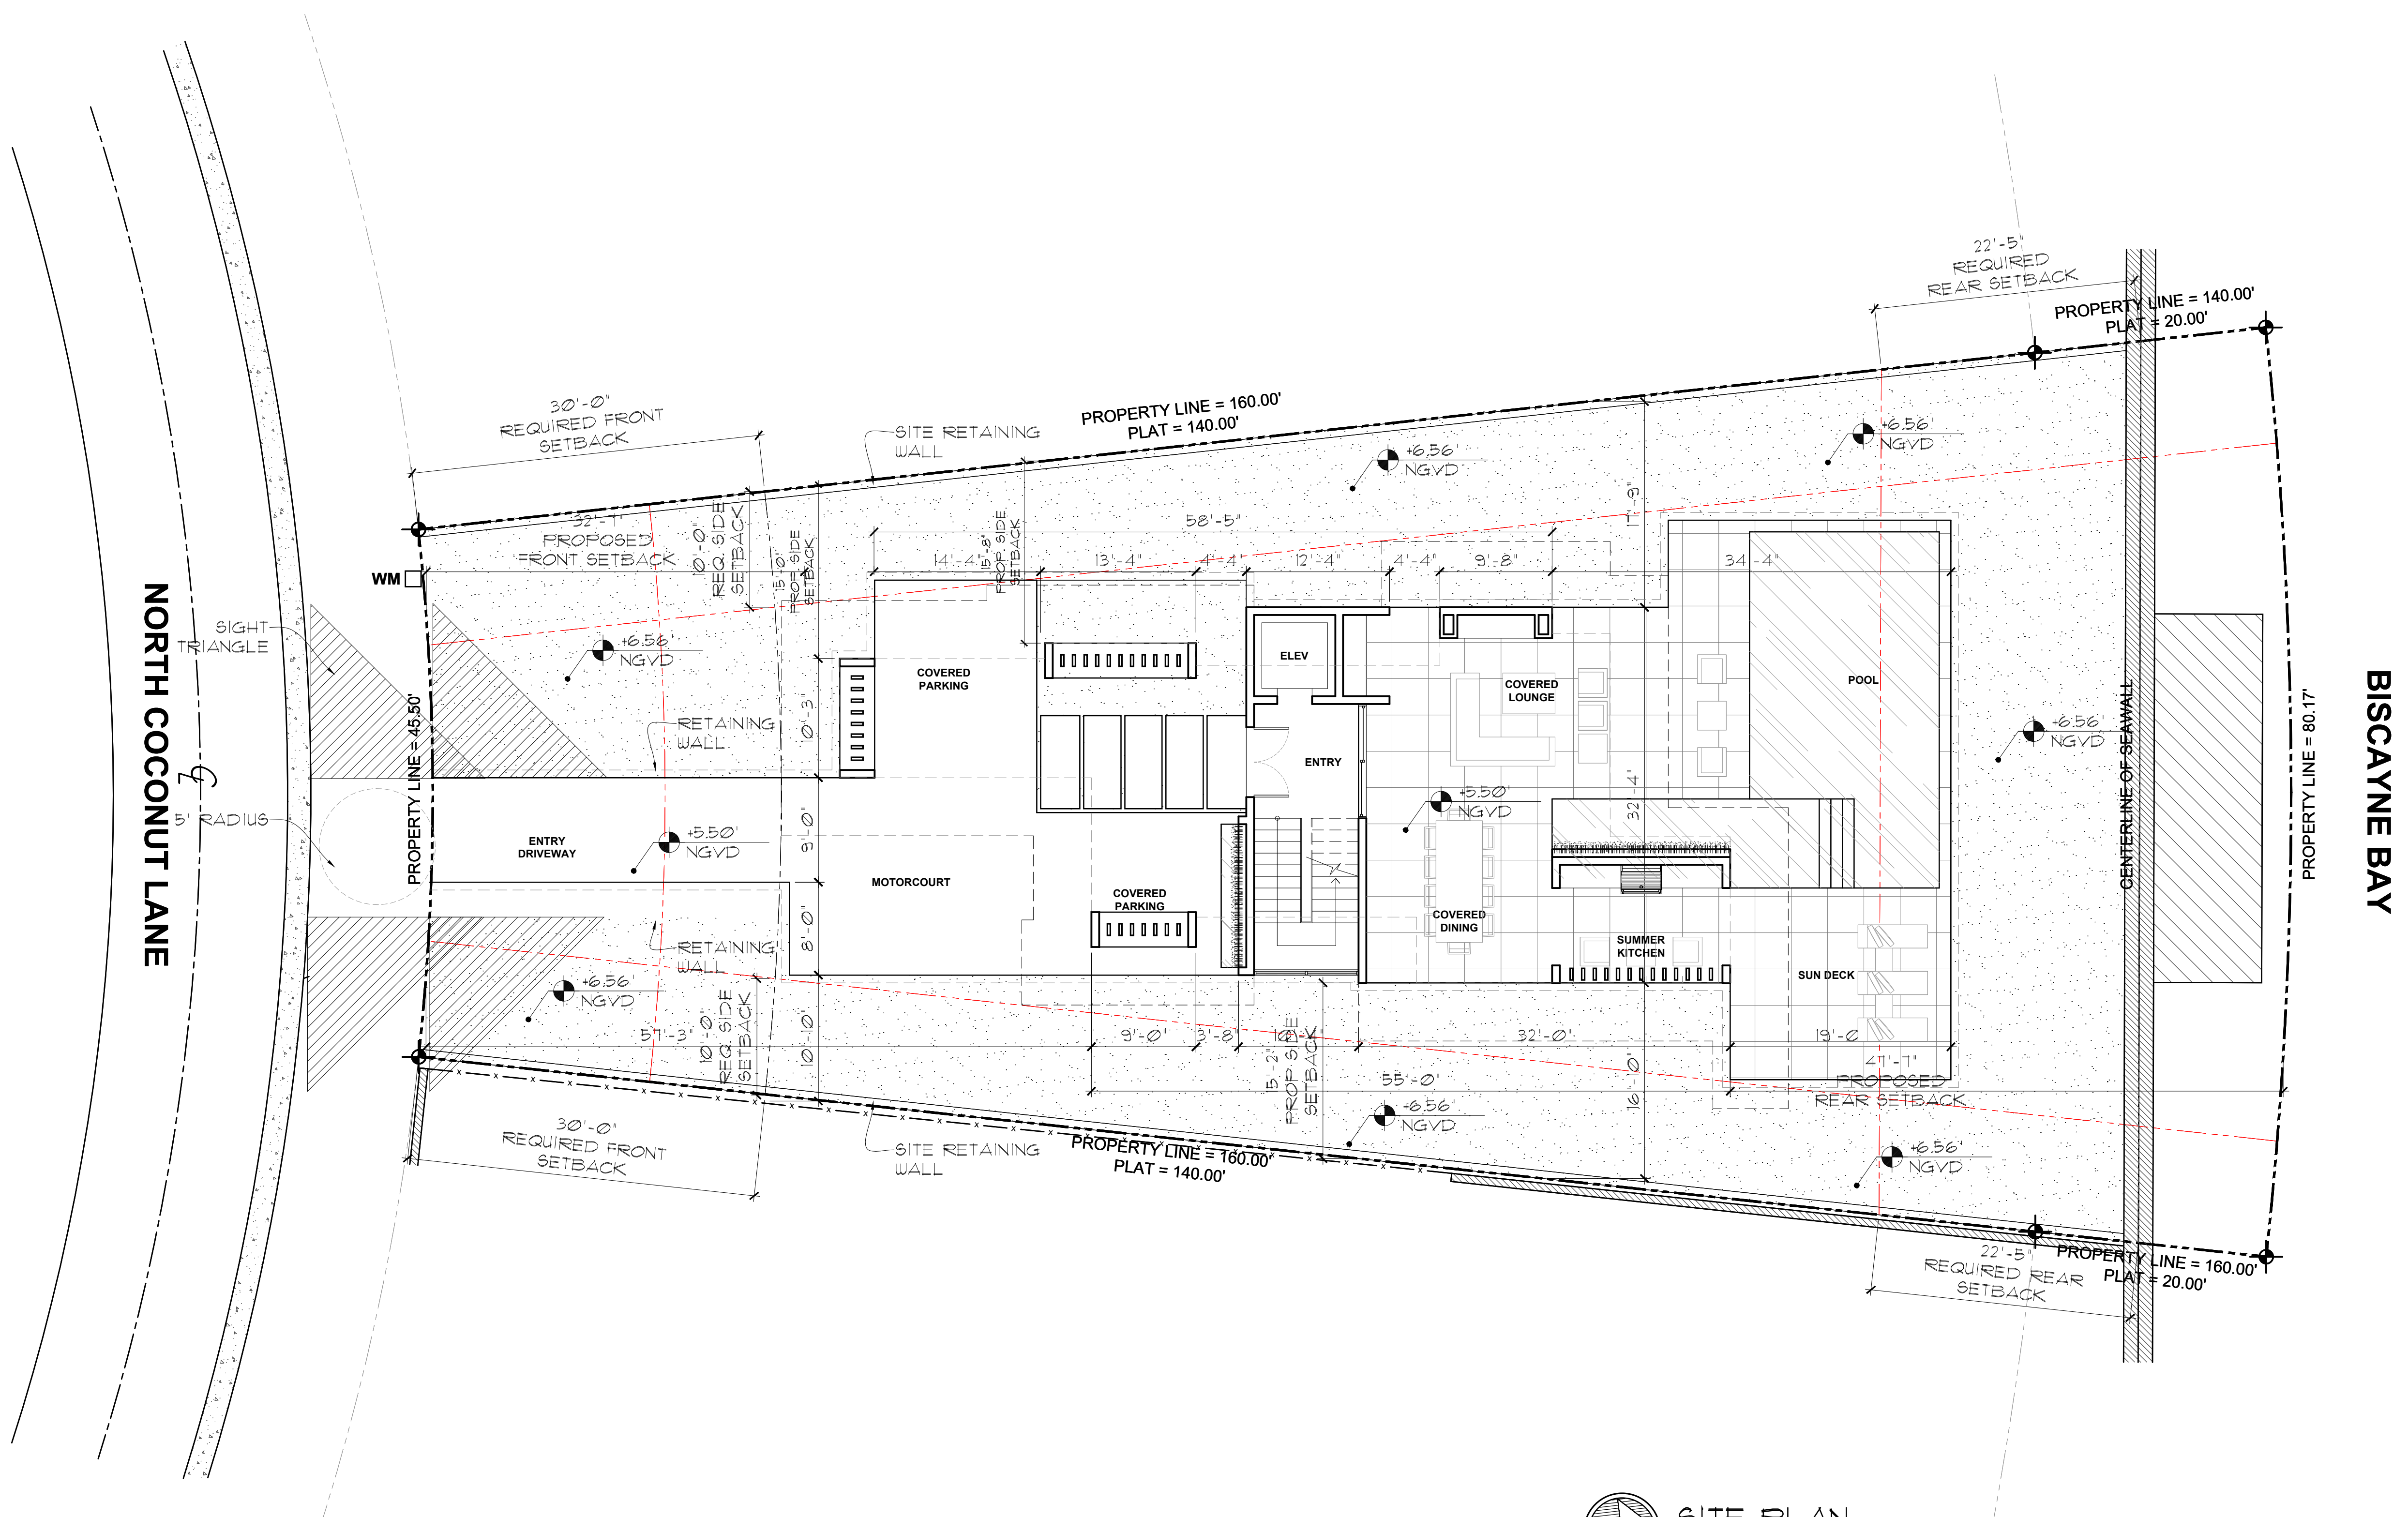 22'-5"
REQUIRED
REAR SETBACK
PROPERTY LINE = 140.00'
PLAT = 20.00'
30'-0"
REQUIRED FRONT
SETBACK
PROPERTY LINE = 160.00'
PLAT = 140.00'
SITE RETAINING
WALL
+6.56'
NGVD
+6.56'
NGVD
32'-7"
PROPOSED
FRONT SETBACK
10'-0"
REQ. SIDE
SETBACK
15'-0"
PROP. SIDE
SETBACK
15'-8"
PROP. SIDE
SETBACK
58'-5"
17'-9"
14'-4"
13'-4"
4'-4"
12'-4"
4'-4"
9'-8"
34'-4"
WM
NORTH COCONUT LANE
SIGHT
TRIANGLE
+6.56'
NGVD
COVERED
PARKING
ELEV
COVERED
LOUNGE
POOL
RETAINING
WALL
10'-3"
ENTRY
+6.56'
NGVD
CENTERLINE OF SEAWALL
PROPERTY LINE = 80.17'
BISCAYNE BAY
PROPERTY LINE = 45.50'
5' RADIUS
ENTRY
DRIVEWAY
+5.50'
NGVD
9'-0"
+5.50'
NGVD
32'-4"
MOTORCOURT
COVERED
PARKING
COVERED
DINING
SUMMER
KITCHEN
SUN DECK
RETAINING
WALL
8'-0"
+6.56'
NGVD
57'-3"
10'-0"
REQ. SIDE
SETBACK
10'-10"
9'-0"
3'-8"
15'-2"
PROP. SIDE
SETBACK
32'-0"
16'-10"
19'-0
47'-7"
PROPOSED
REAR SETBACK
55'-0"
+6.56'
NGVD
30'-0"
REQUIRED FRONT
SETBACK
SITE RETAINING
WALL
PROPERTY LINE = 160.00'
PLAT = 140.00'
+6.56'
NGVD
22'-5"
REQUIRED REAR
SETBACK
PROPERTY LINE = 160.00'
PLAT = 20.00'
SITE PLAN